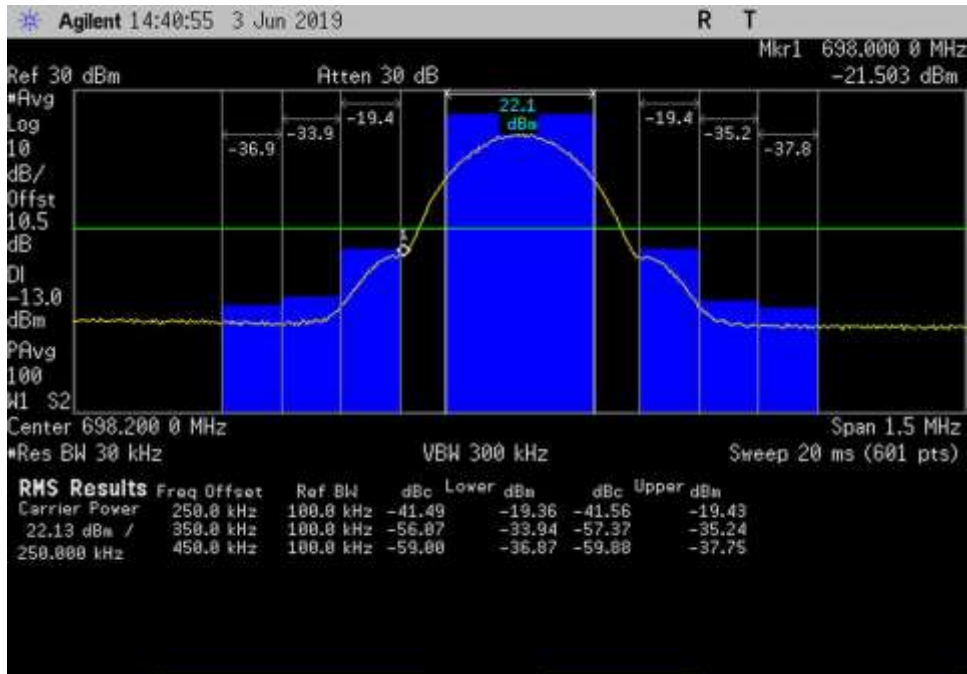 Agilent 14:40:55 3 Jun 2019 R T
Mkr1 698.000 0 MHz
Ref 30 dBm Atten 30 dB -21.503 dBm
#Avg
Log
10
dB/
Offst
10.5
dB
DI
-13.0
dBm
PAvg
100
W1 S2
-36.9 -33.9 -19.4 22.1 dBm -19.4 -35.2 -37.8
1
Center 698.200 0 MHz Span 1.5 MHz
#Res BW 30 kHz VBW 300 kHz Sweep 20 ms (601 pts)
RMS Results Freq Offset Ref BW dBc Lower dBm dBc Upper dBm
Carrier Power 250.0 kHz 100.0 kHz -41.49 -19.36 -41.56 -19.43
22.13 dBm / 350.0 kHz 100.0 kHz -56.07 -33.94 -57.37 -35.24
250.000 kHz 450.0 kHz 100.0 kHz -59.00 -36.87 -59.88 -37.75